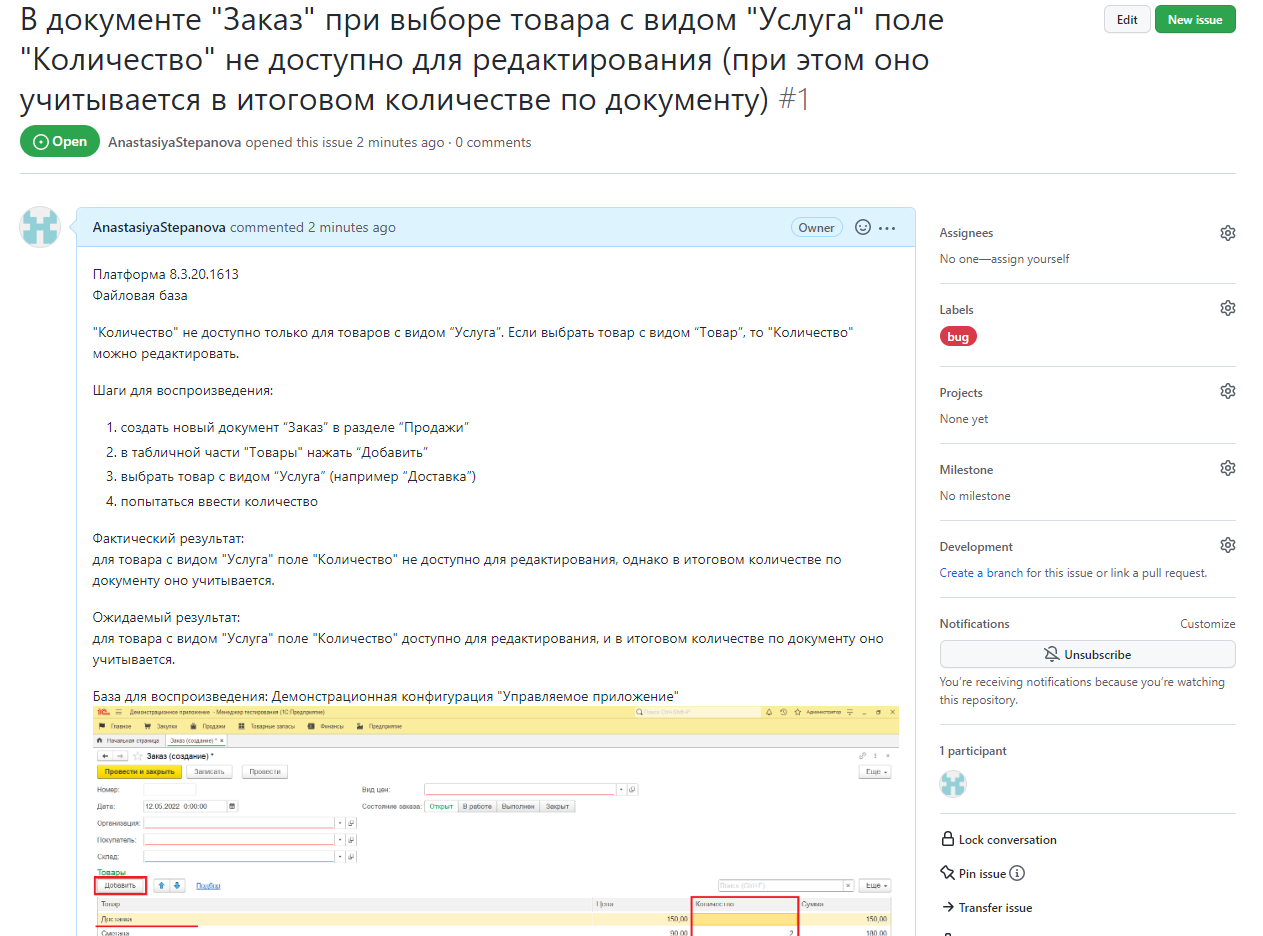 В документе "Заказ" при выборе товара с видом "Услуга" поле
"Количество" не доступно для редактирования (при этом оно
учитывается в итоговом количестве по документу) #1
Edit
New issue
Open
AnastasiyaStepanova opened this issue 2 minutes ago · 0 comments
AnastasiyaStepanova commented 2 minutes ago
Owner
Платформа 8.3.20.1613
Файловая база
"Количество" не доступно только для товаров с видом “Услуга”. Если выбрать товар с видом “Товар”, то "Количество"
можно редактировать.
Шаги для воспроизведения:
1. создать новый документ “Заказ” в разделе “Продажи”
2. в табличной части "Товары" нажать “Добавить”
3. выбрать товар с видом “Услуга” (например “Доставка”)
4. попытаться ввести количество
Фактический результат:
для товара с видом "Услуга" поле "Количество" не доступно для редактирования, однако в итоговом количестве по
документу оно учитывается.
Ожидаемый результат:
для товара с видом "Услуга" поле "Количество" доступно для редактирования, и в итоговом количестве по документу оно
учитывается.
База для воспроизведения: Демонстрационная конфигурация "Управляемое приложение"
Демонстрационное приложение - Менеджер тестирования (1С:Предприятие)
Поиск Ctrl+Shift+F
Администратор
Главное
Закупки
Продажи
Товарные запасы
Финансы
Предприятие
Начальная страница
Заказ (создание) * ×
Заказ (создание) *
Провести и закрыть
Записать
Провести
Еще
Номер:
Вид цен:
Дата:
12.05.2022 0:00:00
Состояние заказа:
Открыт
В работе
Выполнен
Закрыт
Организация:
Покупатель:
Склад:
Товары
Добавить
Подбор
Поиск (Ctrl+F)
Еще
Товар
Цена
Количество
Сумма
Доставка
150,00
150,00
Сметана
90,00
2
180,00
Assignees
No one—assign yourself
Labels
bug
Projects
None yet
Milestone
No milestone
Development
Create a branch for this issue or link a pull request.
Notifications
Customize
Unsubscribe
You’re receiving notifications because you’re watching
this repository.
1 participant
Lock conversation
Pin issue
Transfer issue